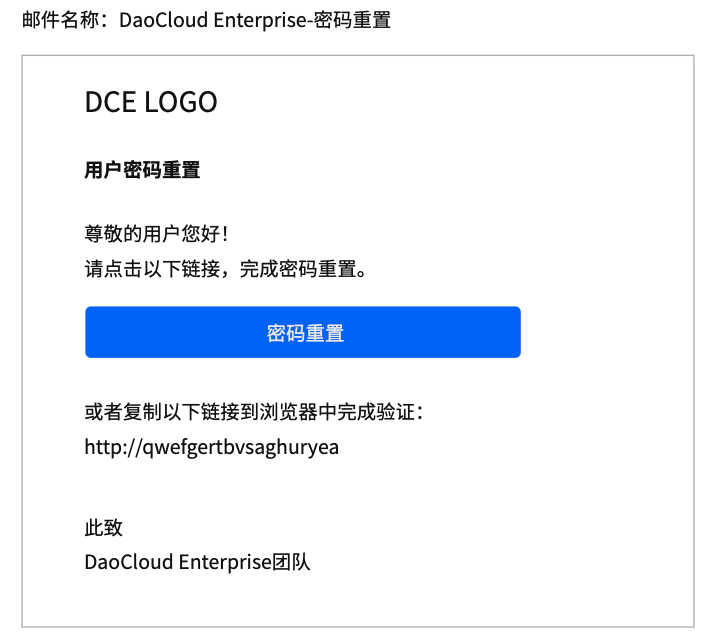 邮件名称：DaoCloud Enterprise-密码重置
DCE LOGO
用户密码重置
尊敬的用户您好！
请点击以下链接，完成密码重置。
密码重置
或者复制以下链接到浏览器中完成验证：
http://qwefgertbvsaghuryea
此致
DaoCloud Enterprise团队